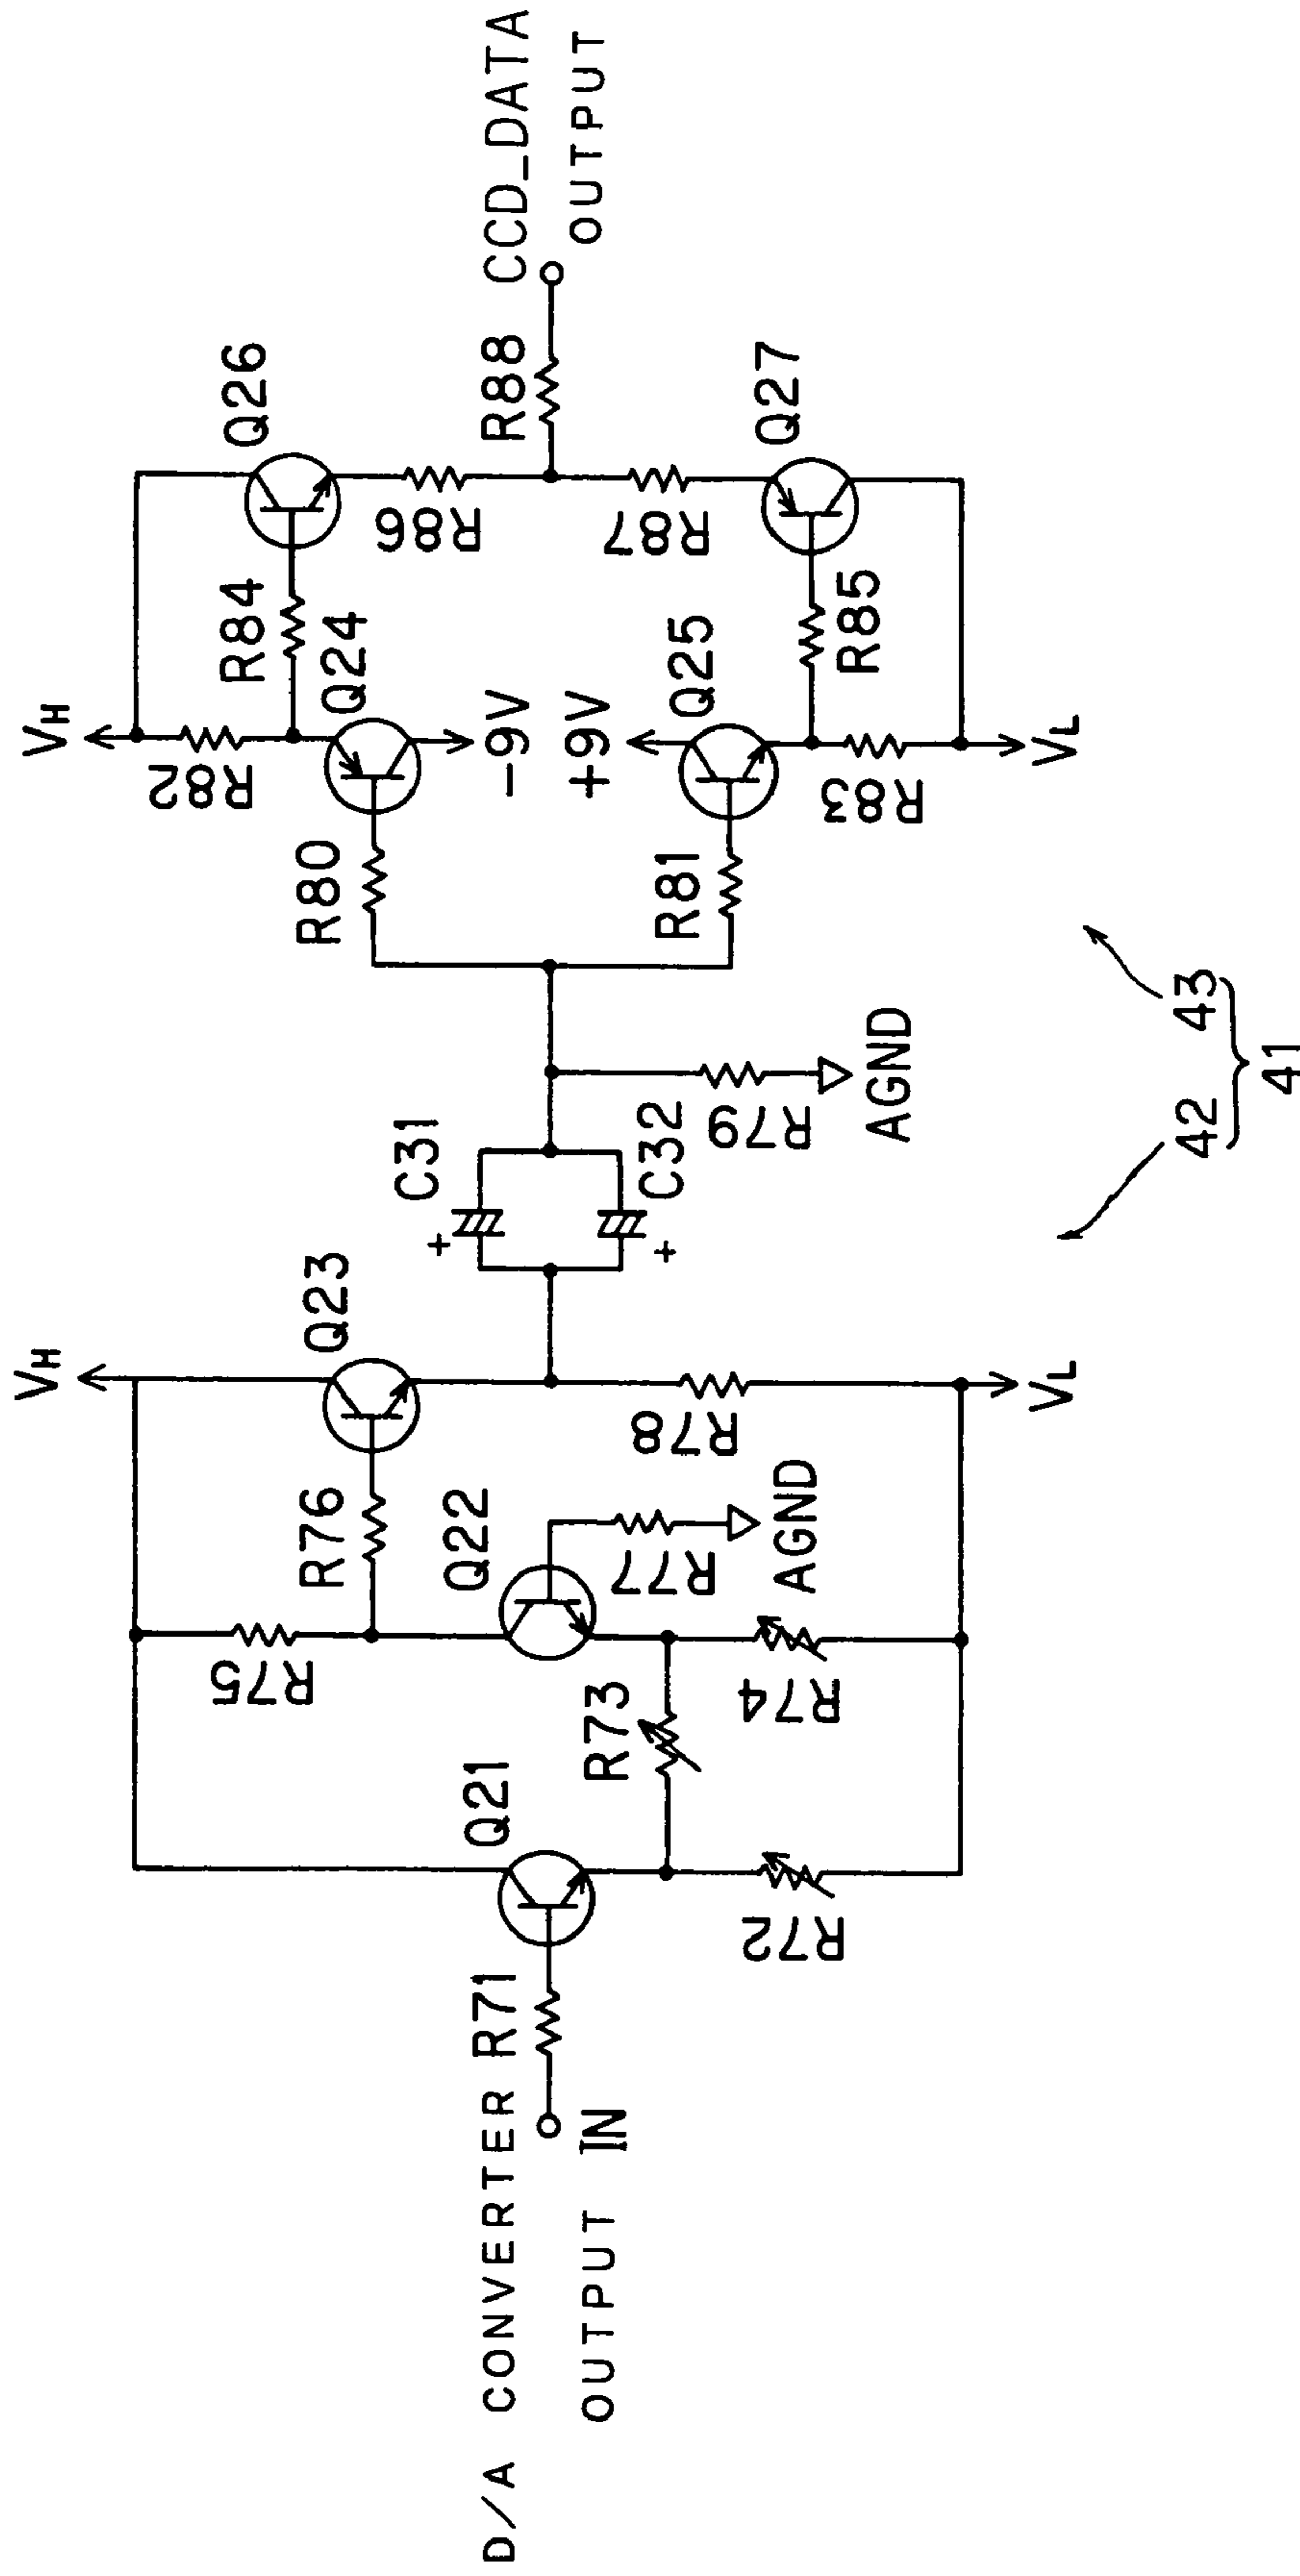 D/A CONVERTER
OUTPUT IN
R71
Q21
R72
R73
R74
R75
Q22
R76
R77
AGND
VH
Q23
R78
VL
C31
+
C32
+
R79
AGND
R80
R81
VH
R82
Q24
-9V
+9V
Q25
R83
VL
R84
R85
Q26
R86
R87
Q27
R88
CCD_DATA
OUTPUT
42
43
41